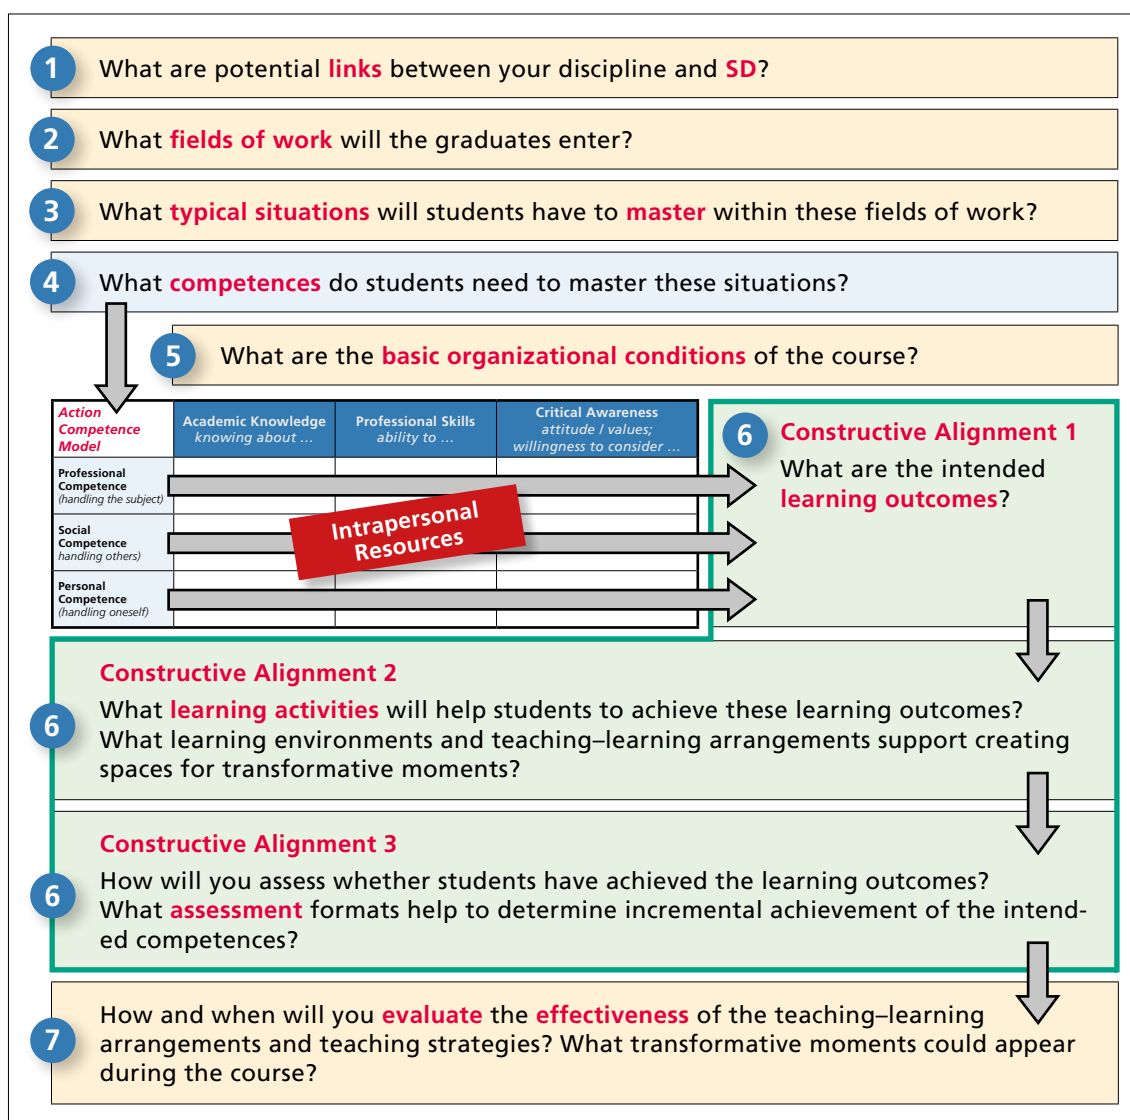 1
What are potential links between your discipline and SD?
2
What fields of work will the graduates enter?
3
What typical situations will students have to master within these fields of work?
4
What competences do students need to master these situations?
5
What are the basic organizational conditions of the course?
Action
Competence
Model
Academic Knowledge
knowing about ...
Professional Skills
ability to ...
Critical Awareness
attitude / values;
willingness to consider ...
Professional
Competence
(handling the subject)
Social
Competence
handling others)
Personal
Competence
(handling oneself)
Intrapersonal
Resources
6
Constructive Alignment 1
What are the intended
learning outcomes?
6
Constructive Alignment 2
What learning activities will help students to achieve these learning outcomes?
What learning environments and teaching–learning arrangements support creating
spaces for transformative moments?
6
Constructive Alignment 3
How will you assess whether students have achieved the learning outcomes?
What assessment formats help to determine incremental achievement of the intend-
ed competences?
7
How and when will you evaluate the effectiveness of the teaching–learning
arrangements and teaching strategies? What transformative moments could appear
during the course?